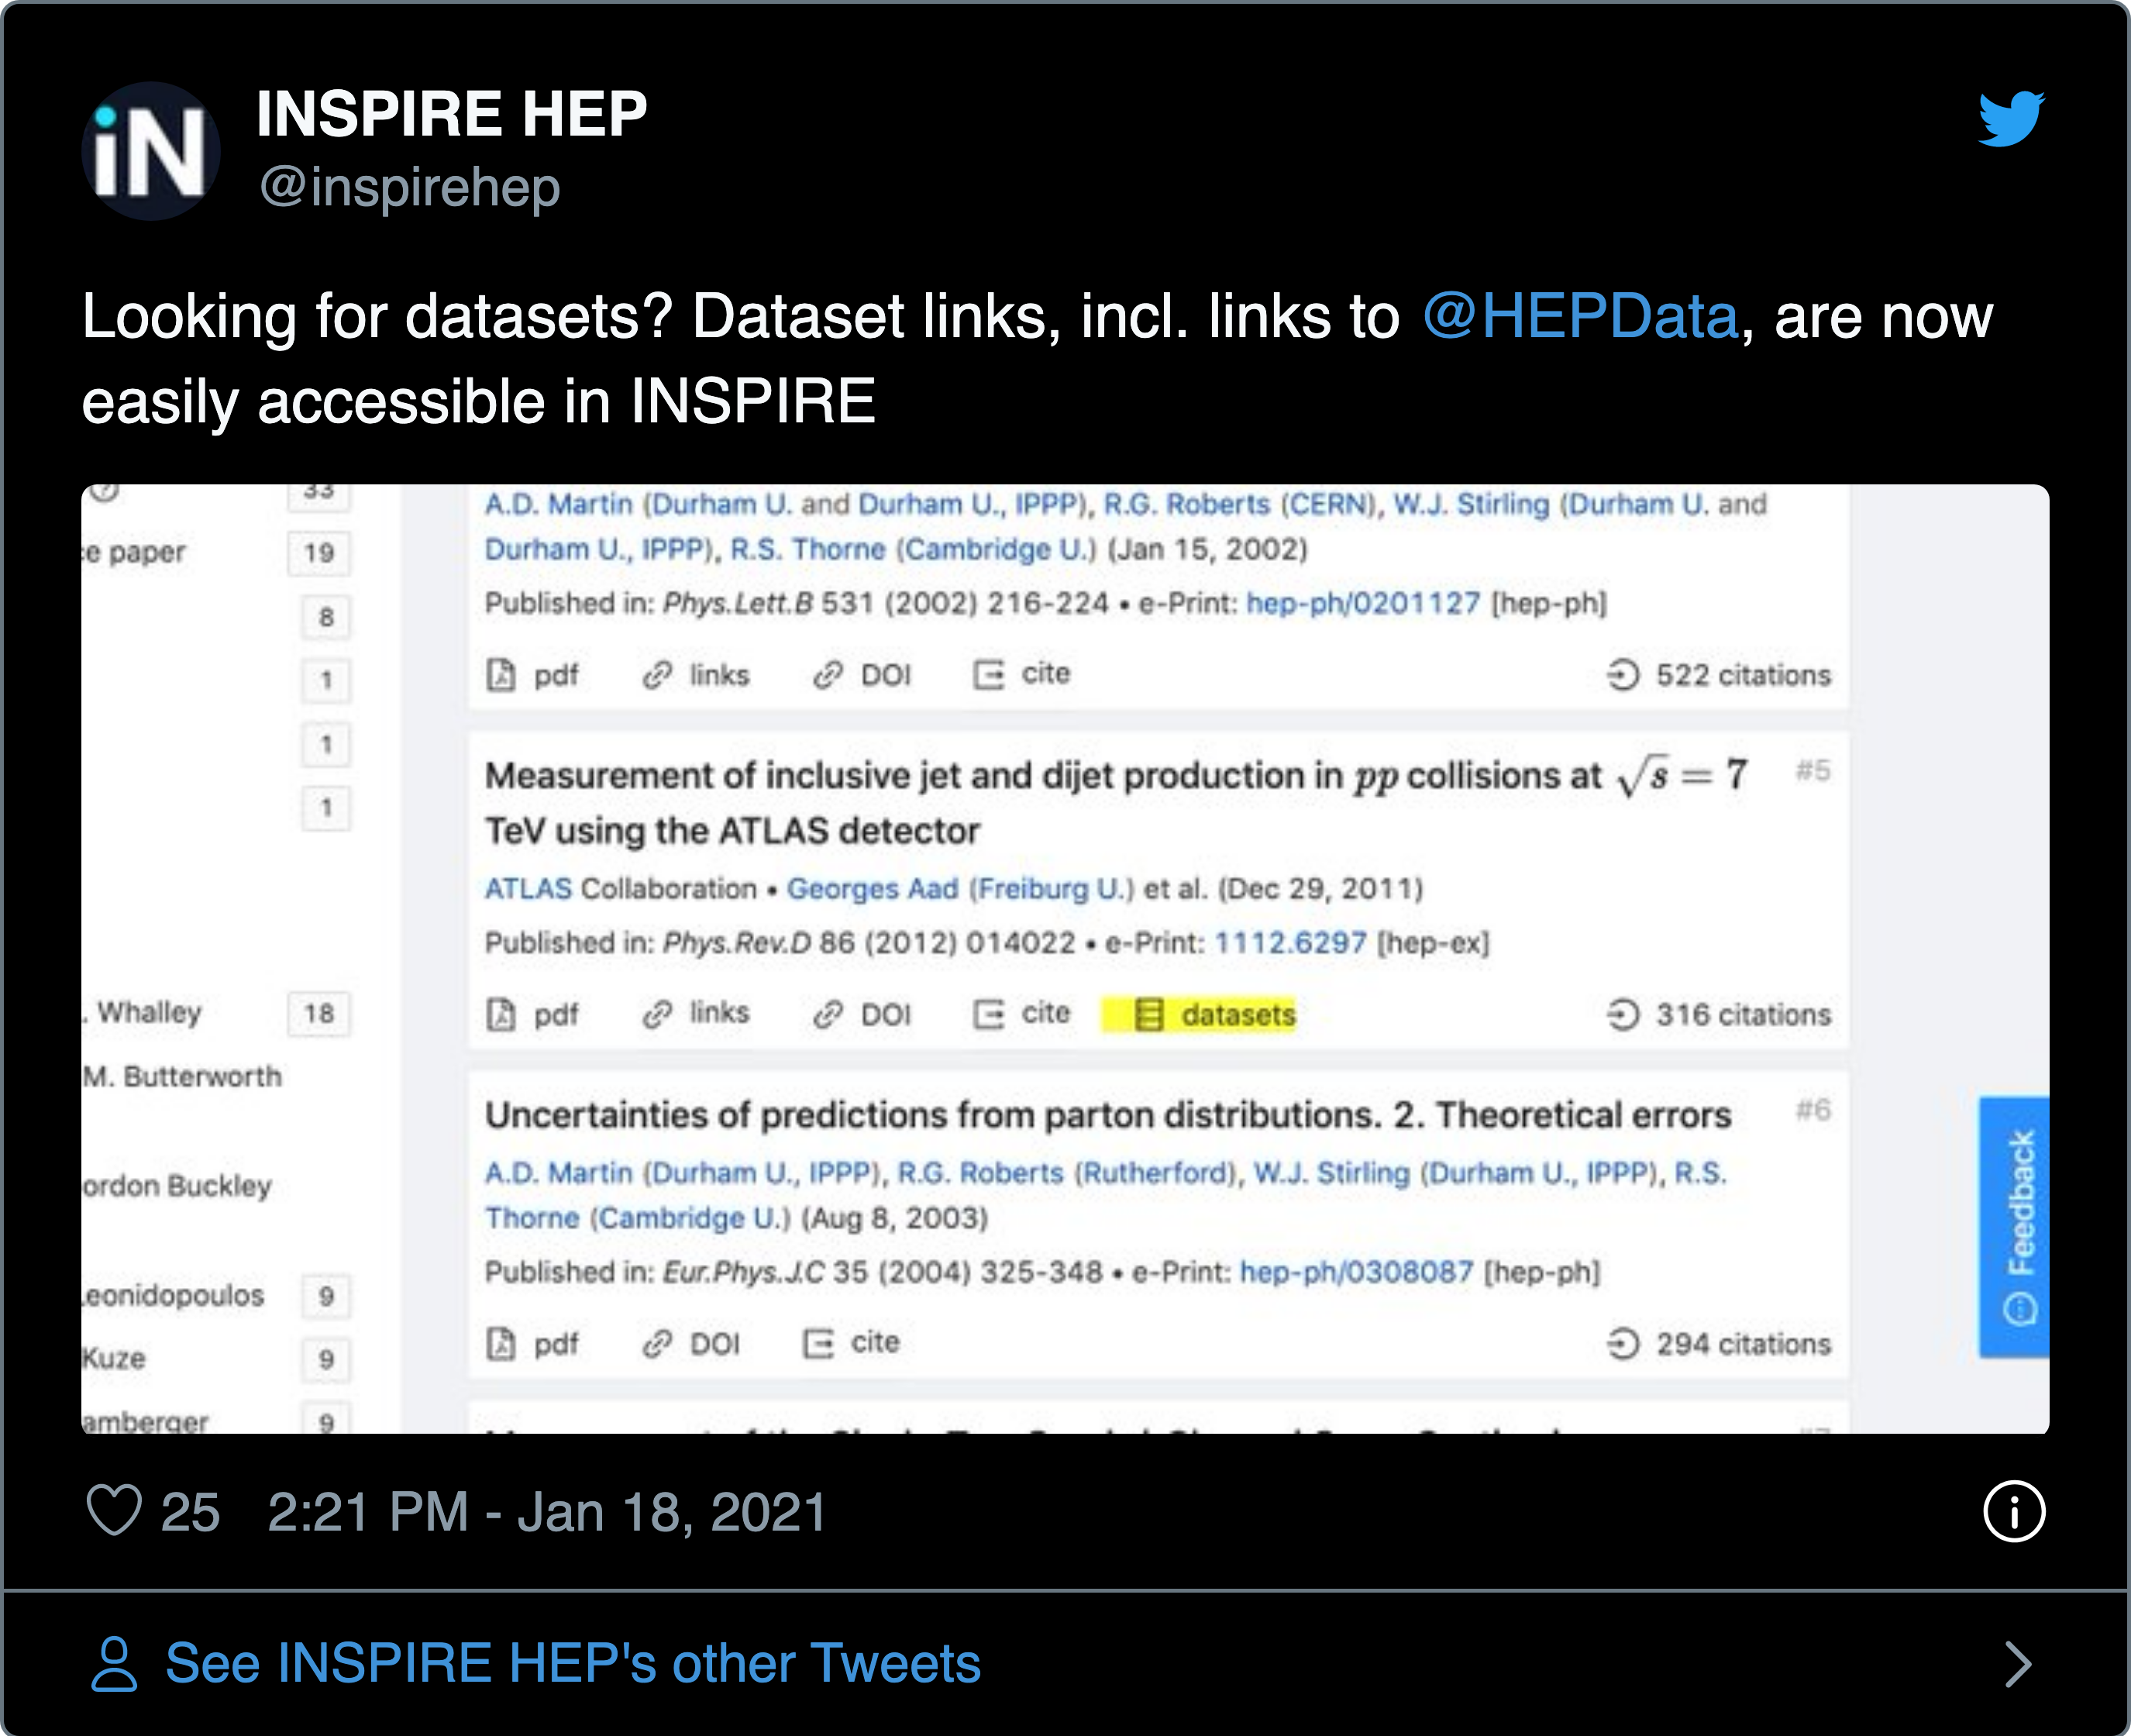 iN
INSPIRE HEP
@inspirehep
Looking for datasets? Dataset links, incl. links to @HEPData, are now
easily accessible in INSPIRE
33
e paper 19
8
1
1
1
. Whalley 18
M. Butterworth
ordon Buckley
eonidopoulos 9
Kuze 9
amberger 9
A.D. Martin (Durham U. and Durham U., IPPP), R.G. Roberts (CERN), W.J. Stirling (Durham U. and
Durham U., IPPP), R.S. Thorne (Cambridge U.) (Jan 15, 2002)
Published in: Phys.Lett.B 531 (2002) 216-224 • e-Print: hep-ph/0201127 [hep-ph]
pdf links DOI cite 522 citations
Measurement of inclusive jet and dijet production in pp collisions at √s = 7 #5
TeV using the ATLAS detector
ATLAS Collaboration • Georges Aad (Freiburg U.) et al. (Dec 29, 2011)
Published in: Phys.Rev.D 86 (2012) 014022 • e-Print: 1112.6297 [hep-ex]
pdf links DOI cite datasets 316 citations
Uncertainties of predictions from parton distributions. 2. Theoretical errors #6
A.D. Martin (Durham U., IPPP), R.G. Roberts (Rutherford), W.J. Stirling (Durham U., IPPP), R.S.
Thorne (Cambridge U.) (Aug 8, 2003)
Published in: Eur.Phys.J.C 35 (2004) 325-348 • e-Print: hep-ph/0308087 [hep-ph]
pdf DOI cite 294 citations
Feedback
25 2:21 PM - Jan 18, 2021
See INSPIRE HEP's other Tweets